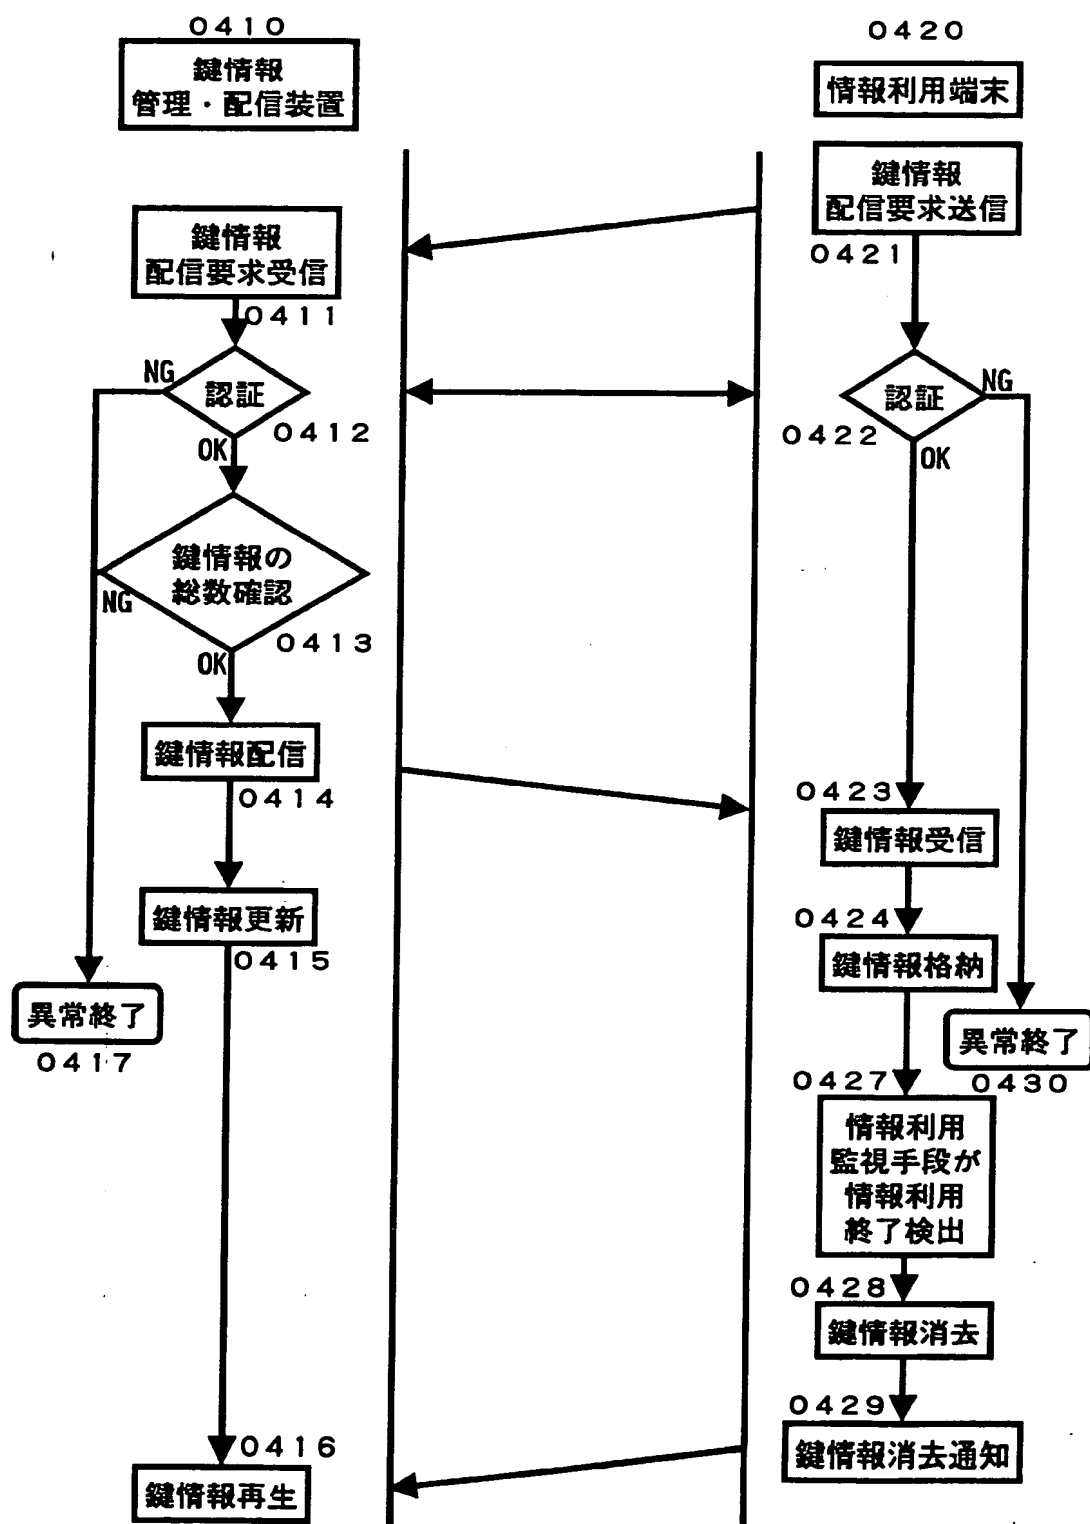 0410
鍵情報
管理・配信装置
0420
情報利用端末
鍵情報
配信要求送信
0421
鍵情報
配信要求受信
0411
NG
認証
0412
OK
認証
NG
0422
OK
鍵情報の
総数確認
NG
0413
OK
鍵情報配信
0414
0423
鍵情報受信
鍵情報更新
0415
0424
鍵情報格納
異常終了
0417
異常終了
0430
0427
情報利用
監視手段が
情報利用
終了検出
0428
鍵情報消去
0429
鍵情報消去通知
0416
鍵情報再生